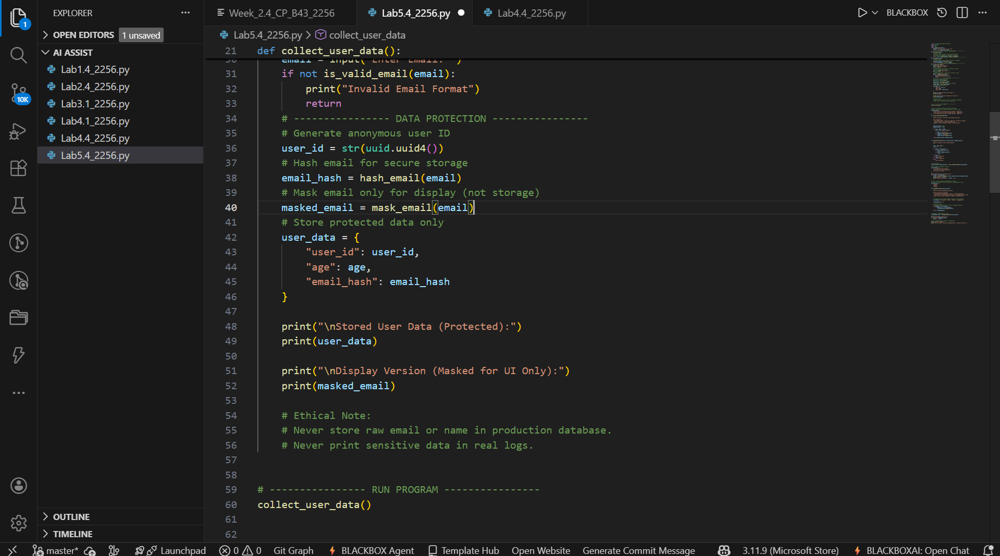 EXPLORER
Week_2.4_CP_B43_2256
Lab5.4_2256.py
Lab4.4_2256.py
BLACKBOX
1
OPEN EDITORS
1 unsaved
Lab5.4_2256.py
collect_user_data
AI ASSIST
Lab1.4_2256.py
Lab2.4_2256.py
Lab3.1_2256.py
Lab4.1_2256.py
Lab4.4_2256.py
Lab5.4_2256.py
10K
21 def collect_user_data():
30 email = input("Enter Email: ")
31 if not is_valid_email(email):
32 print("Invalid Email Format")
33 return
34 # ---------------- DATA PROTECTION ----------------
35 # Generate anonymous user ID
36 user_id = str(uuid.uuid4())
37 # Hash email for secure storage
38 email_hash = hash_email(email)
39 # Mask email only for display (not storage)
40 masked_email = mask_email(email)
41 # Store protected data only
42 user_data = {
43 "user_id": user_id,
44 "age": age,
45 "email_hash": email_hash
46 }
47
48 print("\nStored User Data (Protected):")
49 print(user_data)
50
51 print("\nDisplay Version (Masked for UI Only):")
52 print(masked_email)
53
54 # Ethical Note:
55 # Never store raw email or name in production database.
56 # Never print sensitive data in real logs.
57
58
59 # ---------------- RUN PROGRAM ----------------
60 collect_user_data()
61
62
OUTLINE
TIMELINE
master*
Launchpad
0
0
Git Graph
BLACKBOX Agent
Template Hub
Open Website
Generate Commit Message
3.11.9 (Microsoft Store)
BLACKBOXAI: Open Chat